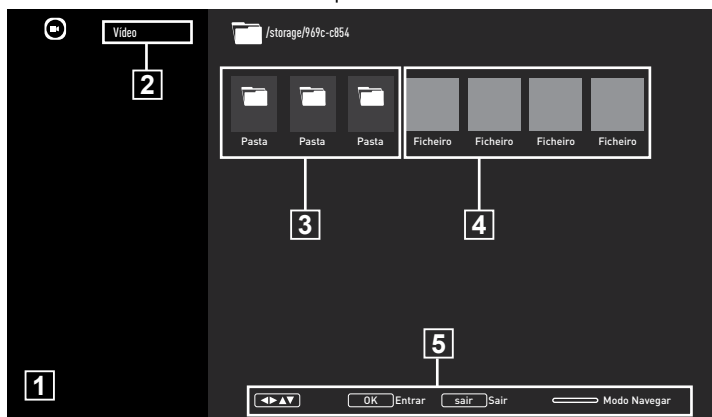 Vídeo
/storage/969c-c854
2
Pasta Pasta Pasta Ficheiro Ficheiro Ficheiro Ficheiro
3 4
5
1
OK Entrar sair Sair Modo Navegar